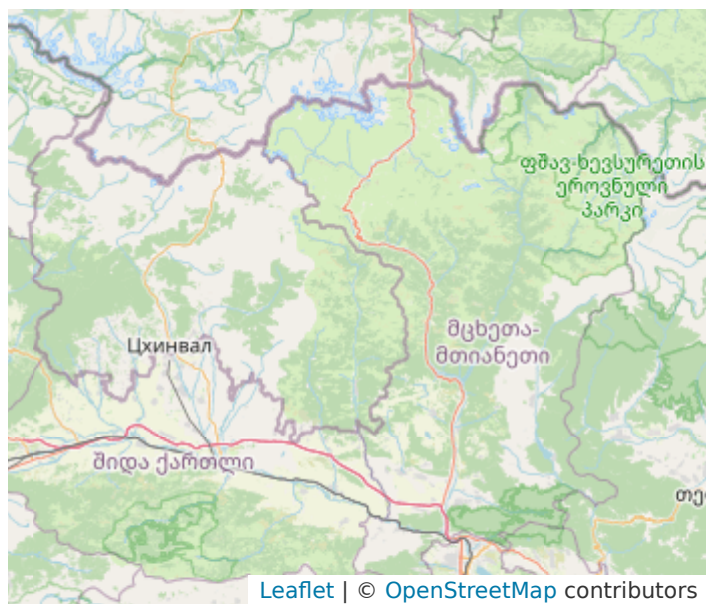 ფშავ-ხევსურეთის
ეროვნული
პარკი
მცხეთა-
მთიანეთი
Цхинвал
შიდა ქართლი
თე
Leaflet | © OpenStreetMap contributors